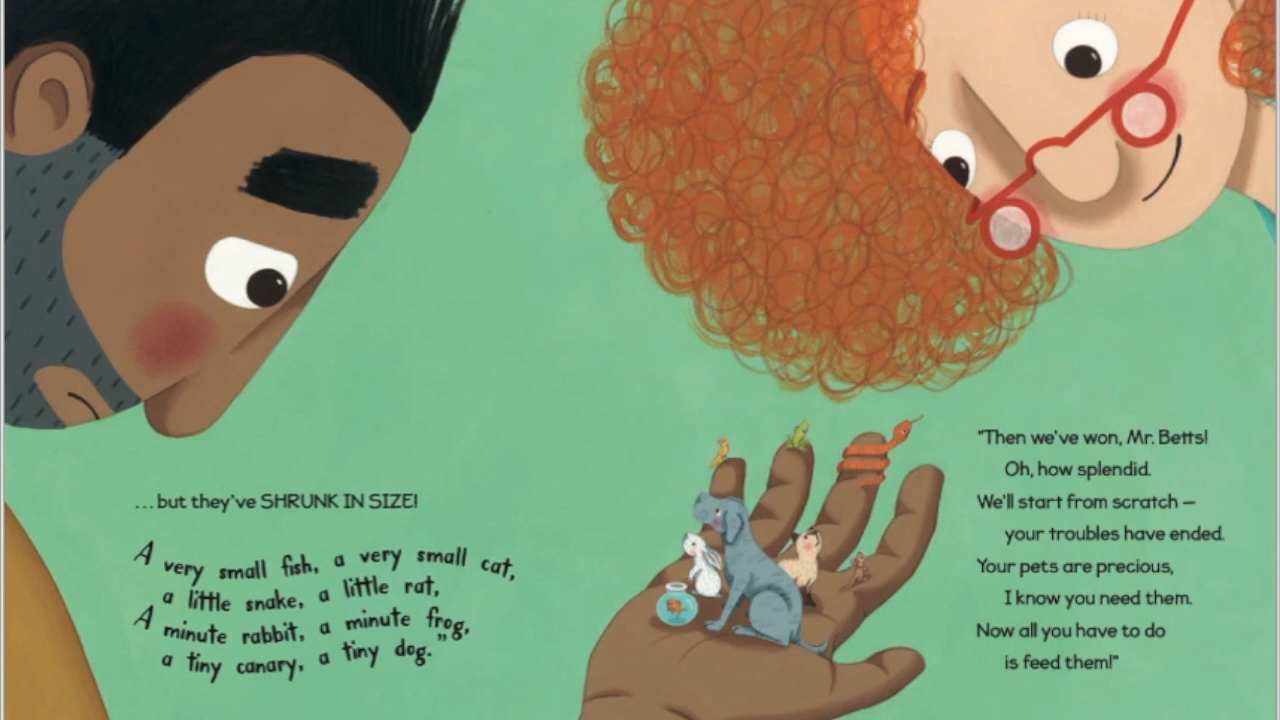 ...but they've SHRUNK IN SIZE!
A very small fish, a very small cat,
a little snake, a little rat,
A minute rabbit, a minute frog,
a tiny canary, a tiny dog."
"Then we've won, Mr. Betts!
Oh, how splendid.
We'll start from scratch –
your troubles have ended.
Your pets are precious,
I know you need them.
Now all you have to do
is feed them!"